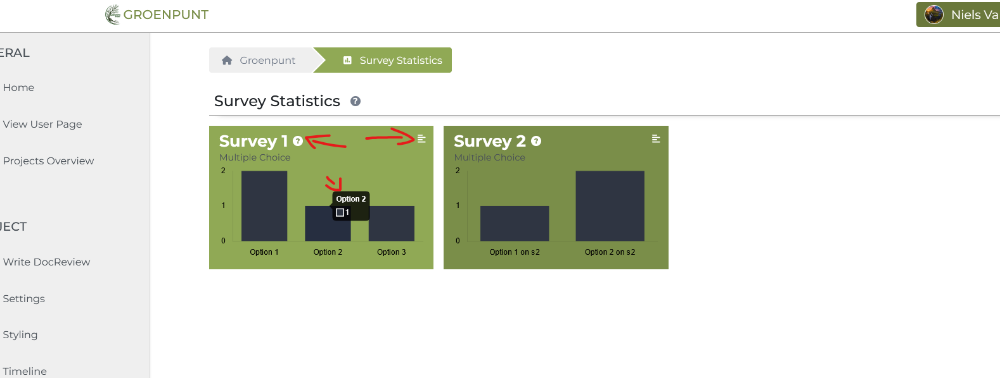 GROENPUNT
Niels Va
ERAL
Home
View User Page
Projects Overview
JECT
Write DocReview
Settings
Styling
Timeline
Groenpunt
Survey Statistics
Survey Statistics ?
Survey 1 ?
Multiple Choice
2
1
0
Option 2
1
Option 1
Option 2
Option 3
Survey 2 ?
Multiple Choice
2
1
0
Option 1 on s2
Option 2 on s2